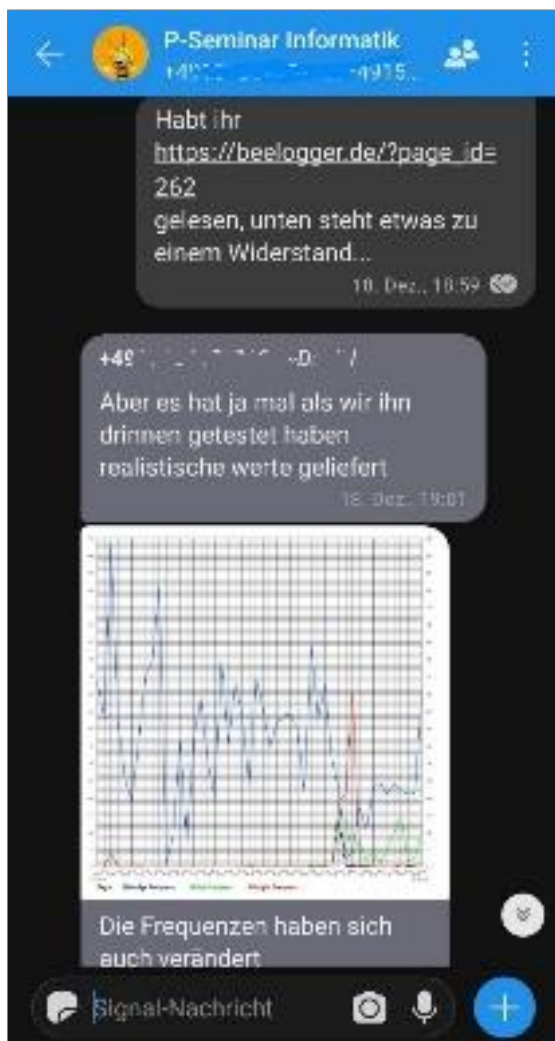 P-Seminar Informatik
-4915...
Habt ihr
https://beelogger.de/?page_id=
262
gelesen, unten steht etwas zu
einem Widerstand...
18. Dez., 18:59
+49
Aber es hat ja mal als wir ihn
drinnen getestet haben
realistische werte geliefert
18. Dez., 19:01
Die Frequenzen haben sich
auch verändert
Signal-Nachricht